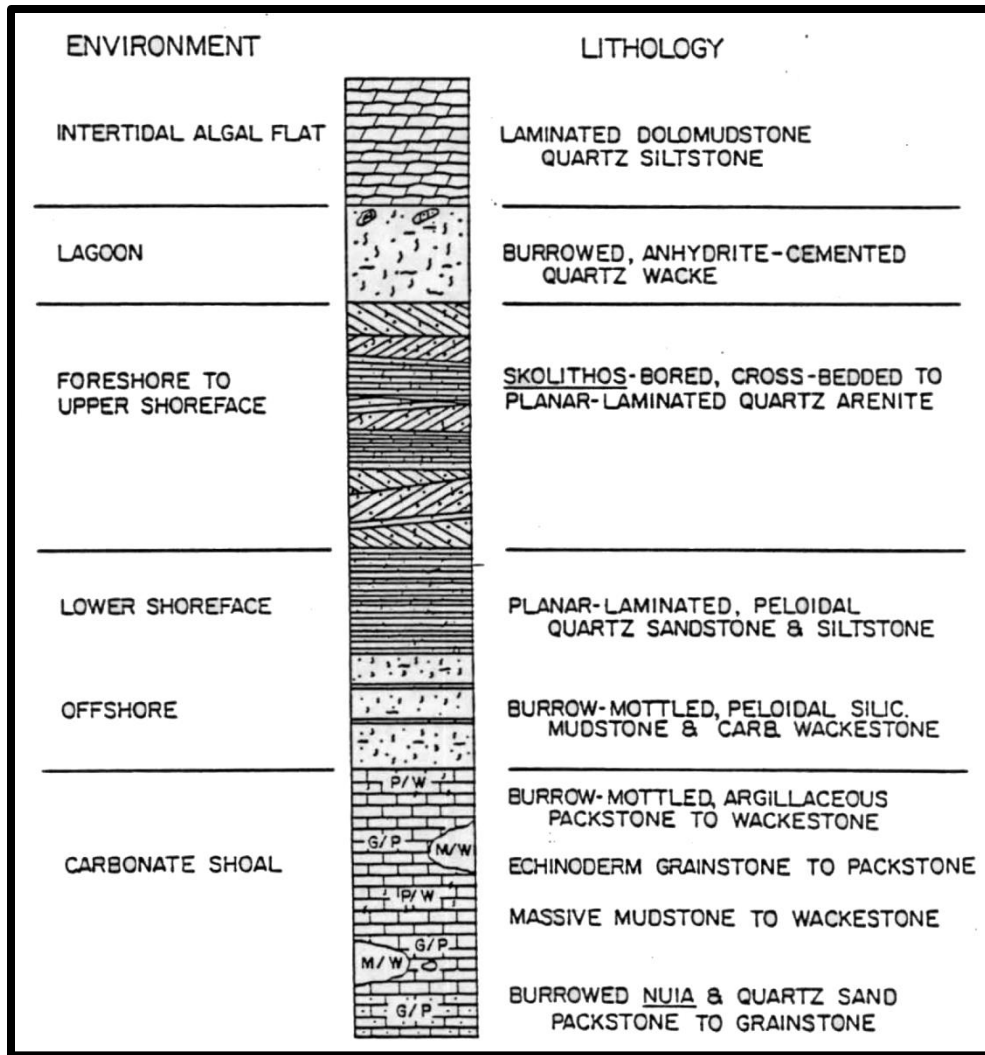 ENVIRONMENT
LITHOLOGY
INTERTIDAL ALGAL FLAT
LAMINATED DOLOMUDSTONE
QUARTZ SILTSTONE
LAGOON
BURROWED, ANHYDRITE-CEMENTED
QUARTZ WACKE
FORESHORE TO
UPPER SHOREFACE
SKOLITHOS-BORED, CROSS-BEDDED TO
PLANAR-LAMINATED QUARTZ ARENITE
LOWER SHOREFACE
PLANAR-LAMINATED, PELOIDAL
QUARTZ SANDSTONE & SILTSTONE
OFFSHORE
BURROW-MOTTLED, PELOIDAL SILIC.
MUDSTONE & CARB. WACKESTONE
CARBONATE SHOAL
P/W
G/P
M/W
P/W
G/P
M/W
G/P
BURROW-MOTTLED, ARGILLACEOUS
PACKSTONE TO WACKESTONE
ECHINODERM GRAINSTONE TO PACKSTONE
MASSIVE MUDSTONE TO WACKESTONE
BURROWED NUIA & QUARTZ SAND
PACKSTONE TO GRAINSTONE